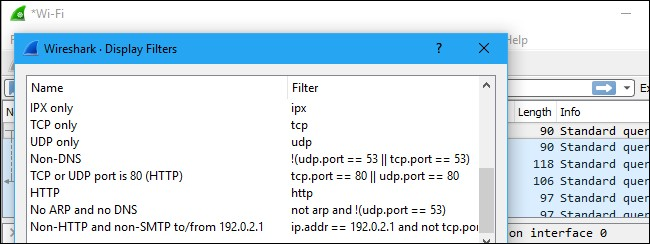 *Wi-Fi
Help
Wireshark · Display Filters
Name Filter
IPX only ipx
TCP only tcp
UDP only udp
Non-DNS !(udp.port == 53 || tcp.port == 53)
TCP or UDP port is 80 (HTTP) tcp.port == 80 || udp.port == 80
HTTP http
No ARP and no DNS not arp and !(udp.port == 53)
Non-HTTP and non-SMTP to/from 192.0.2.1 ip.addr == 192.0.2.1 and not tcp.por
Length Info
90 Standard quer
90 Standard quer
118 Standard quer
106 Standard quer
97 Standard quer
97 Standard quer
on interface 0